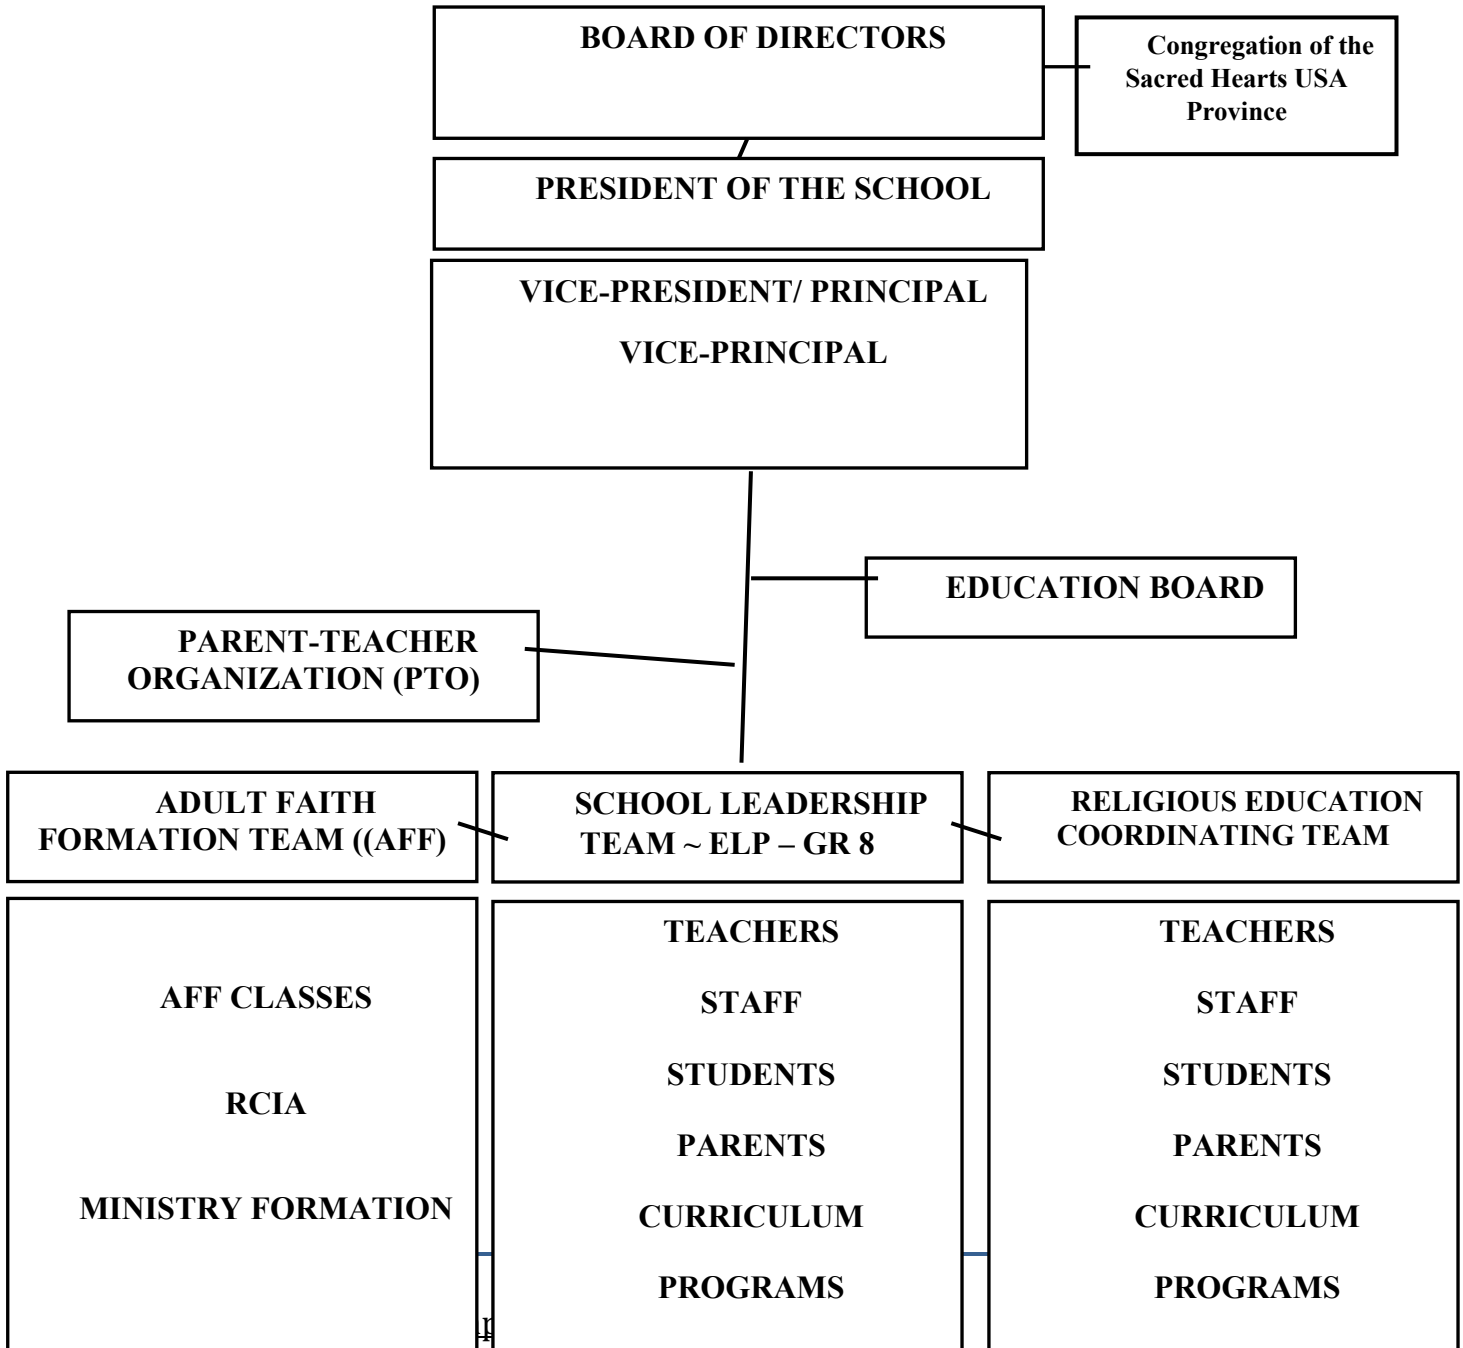 BOARD OF DIRECTORS
Congregation of the
Sacred Hearts USA
Province
PRESIDENT OF THE SCHOOL
VICE-PRESIDENT/ PRINCIPAL
VICE-PRINCIPAL
EDUCATION BOARD
PARENT-TEACHER
ORGANIZATION (PTO)
ADULT FAITH
FORMATION TEAM ((AFF)
SCHOOL LEADERSHIP
TEAM ~ ELP – GR 8
RELIGIOUS EDUCATION
COORDINATING TEAM
AFF CLASSES
RCIA
MINISTRY FORMATION
TEACHERS
STAFF
STUDENTS
PARENTS
CURRICULUM
PROGRAMS
TEACHERS
STAFF
STUDENTS
PARENTS
CURRICULUM
PROGRAMS